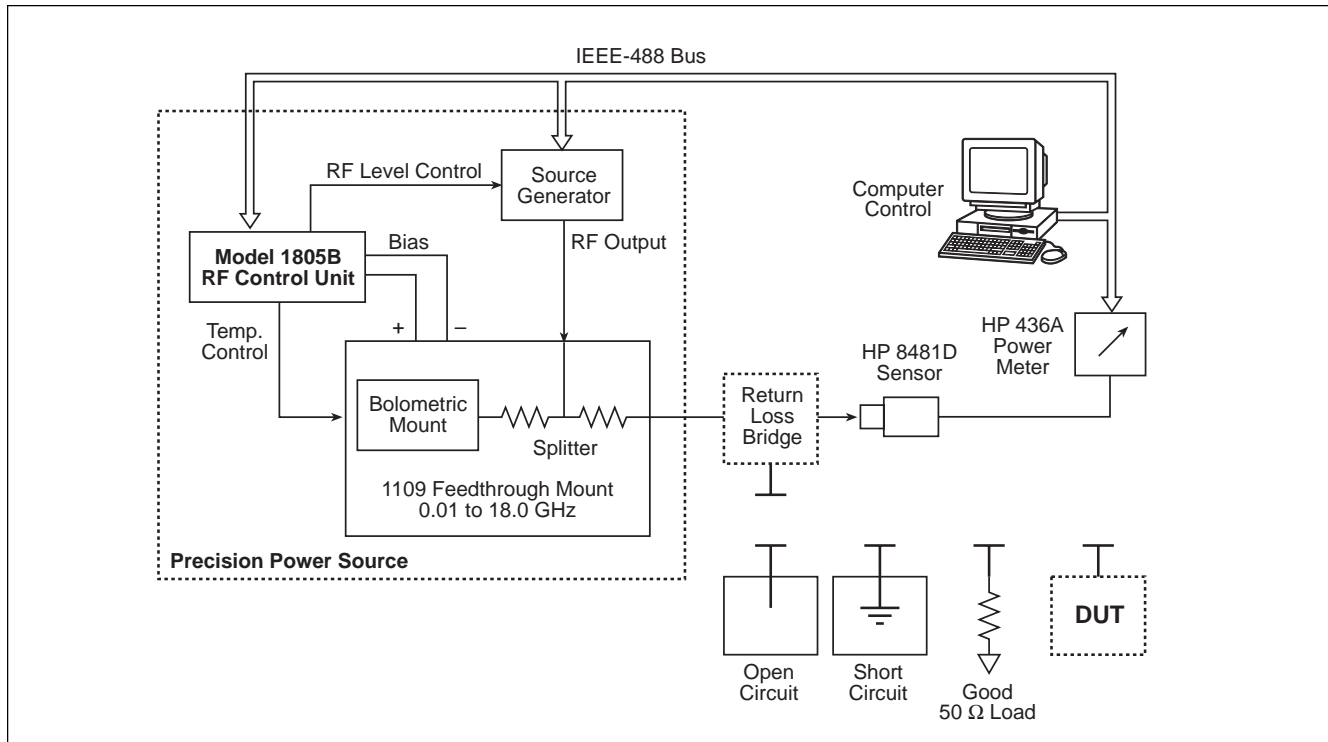 IEEE-488 Bus
RF Level Control
Source
Generator
Computer
Control
Model 1805B
RF Control Unit
Bias
RF Output
Temp.
Control
+
–
HP 8481D
Sensor
HP 436A
Power
Meter
Bolometric
Mount
Splitter
Return
Loss
Bridge
1109 Feedthrough Mount
0.01 to 18.0 GHz
Precision Power Source
DUT
Open
Circuit
Short
Circuit
Good
50 Ω Load